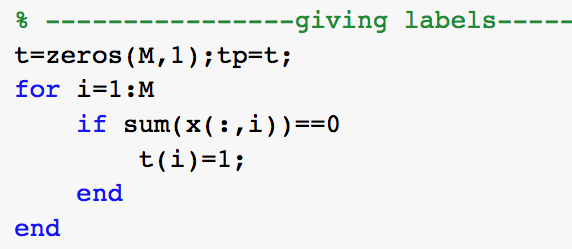 % ----------------giving labels-----
t=zeros(M,1);tp=t;
for i=1:M
    if sum(x(:,i))==0
        t(i)=1;
    end
end